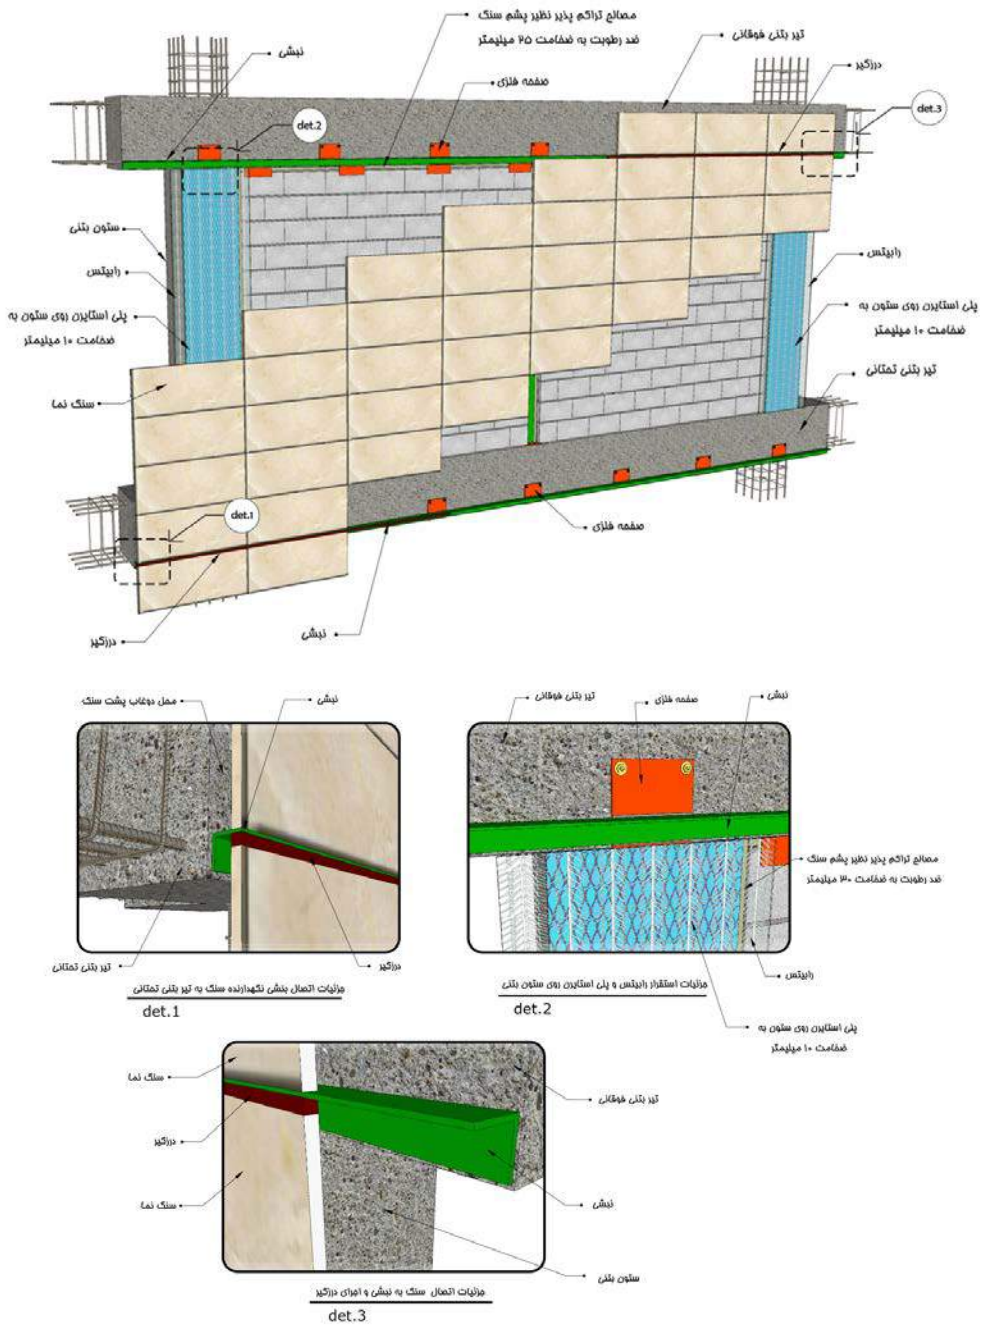 مصالح تراکم پذیر نظیر پشم سنگ
ضد رطوبت به ضخامت ۲۵ میلیمتر
تیر بتنی فوقانی
نبشی
درزگیر
صفحه فلزی
det.2
det.3
ستون بتنی
رابیتس
رابیتس
پلی استایرن روی ستون به
ضخامت ۱۰ میلیمتر
پلی استایرن روی ستون به
ضخامت ۱۰ میلیمتر
تیر بتنی تحتانی
سنگ نما
det.1
صفحه فلزی
نبشی
درزگیر
محل دوغاب پشت سنگ
نبشی
تیر بتنی تحتانی
درزگیر
جزئیات اتصال بنشی نگهدارنده سنگ به تیر بتنی تحتانی
det.1
تیر بتنی فوقانی
صفحه فلزی
نبشی
مصالح تراکم پذیر نظیر پشم سنگ
ضد رطوبت به ضخامت ۳۰ میلیمتر
رابیتس
جزئیات استقرار رابیتس و پلی استایرن روی ستون بتنی
det.2
پلی استایرن روی ستون به
ضخامت ۱۰ میلیمتر
سنگ نما
تیر بتنی فوقانی
درزگیر
سنگ نما
نبشی
ستون بتنی
جزئیات اتصال سنگ به نبشی و اجرای درزگیر
det.3